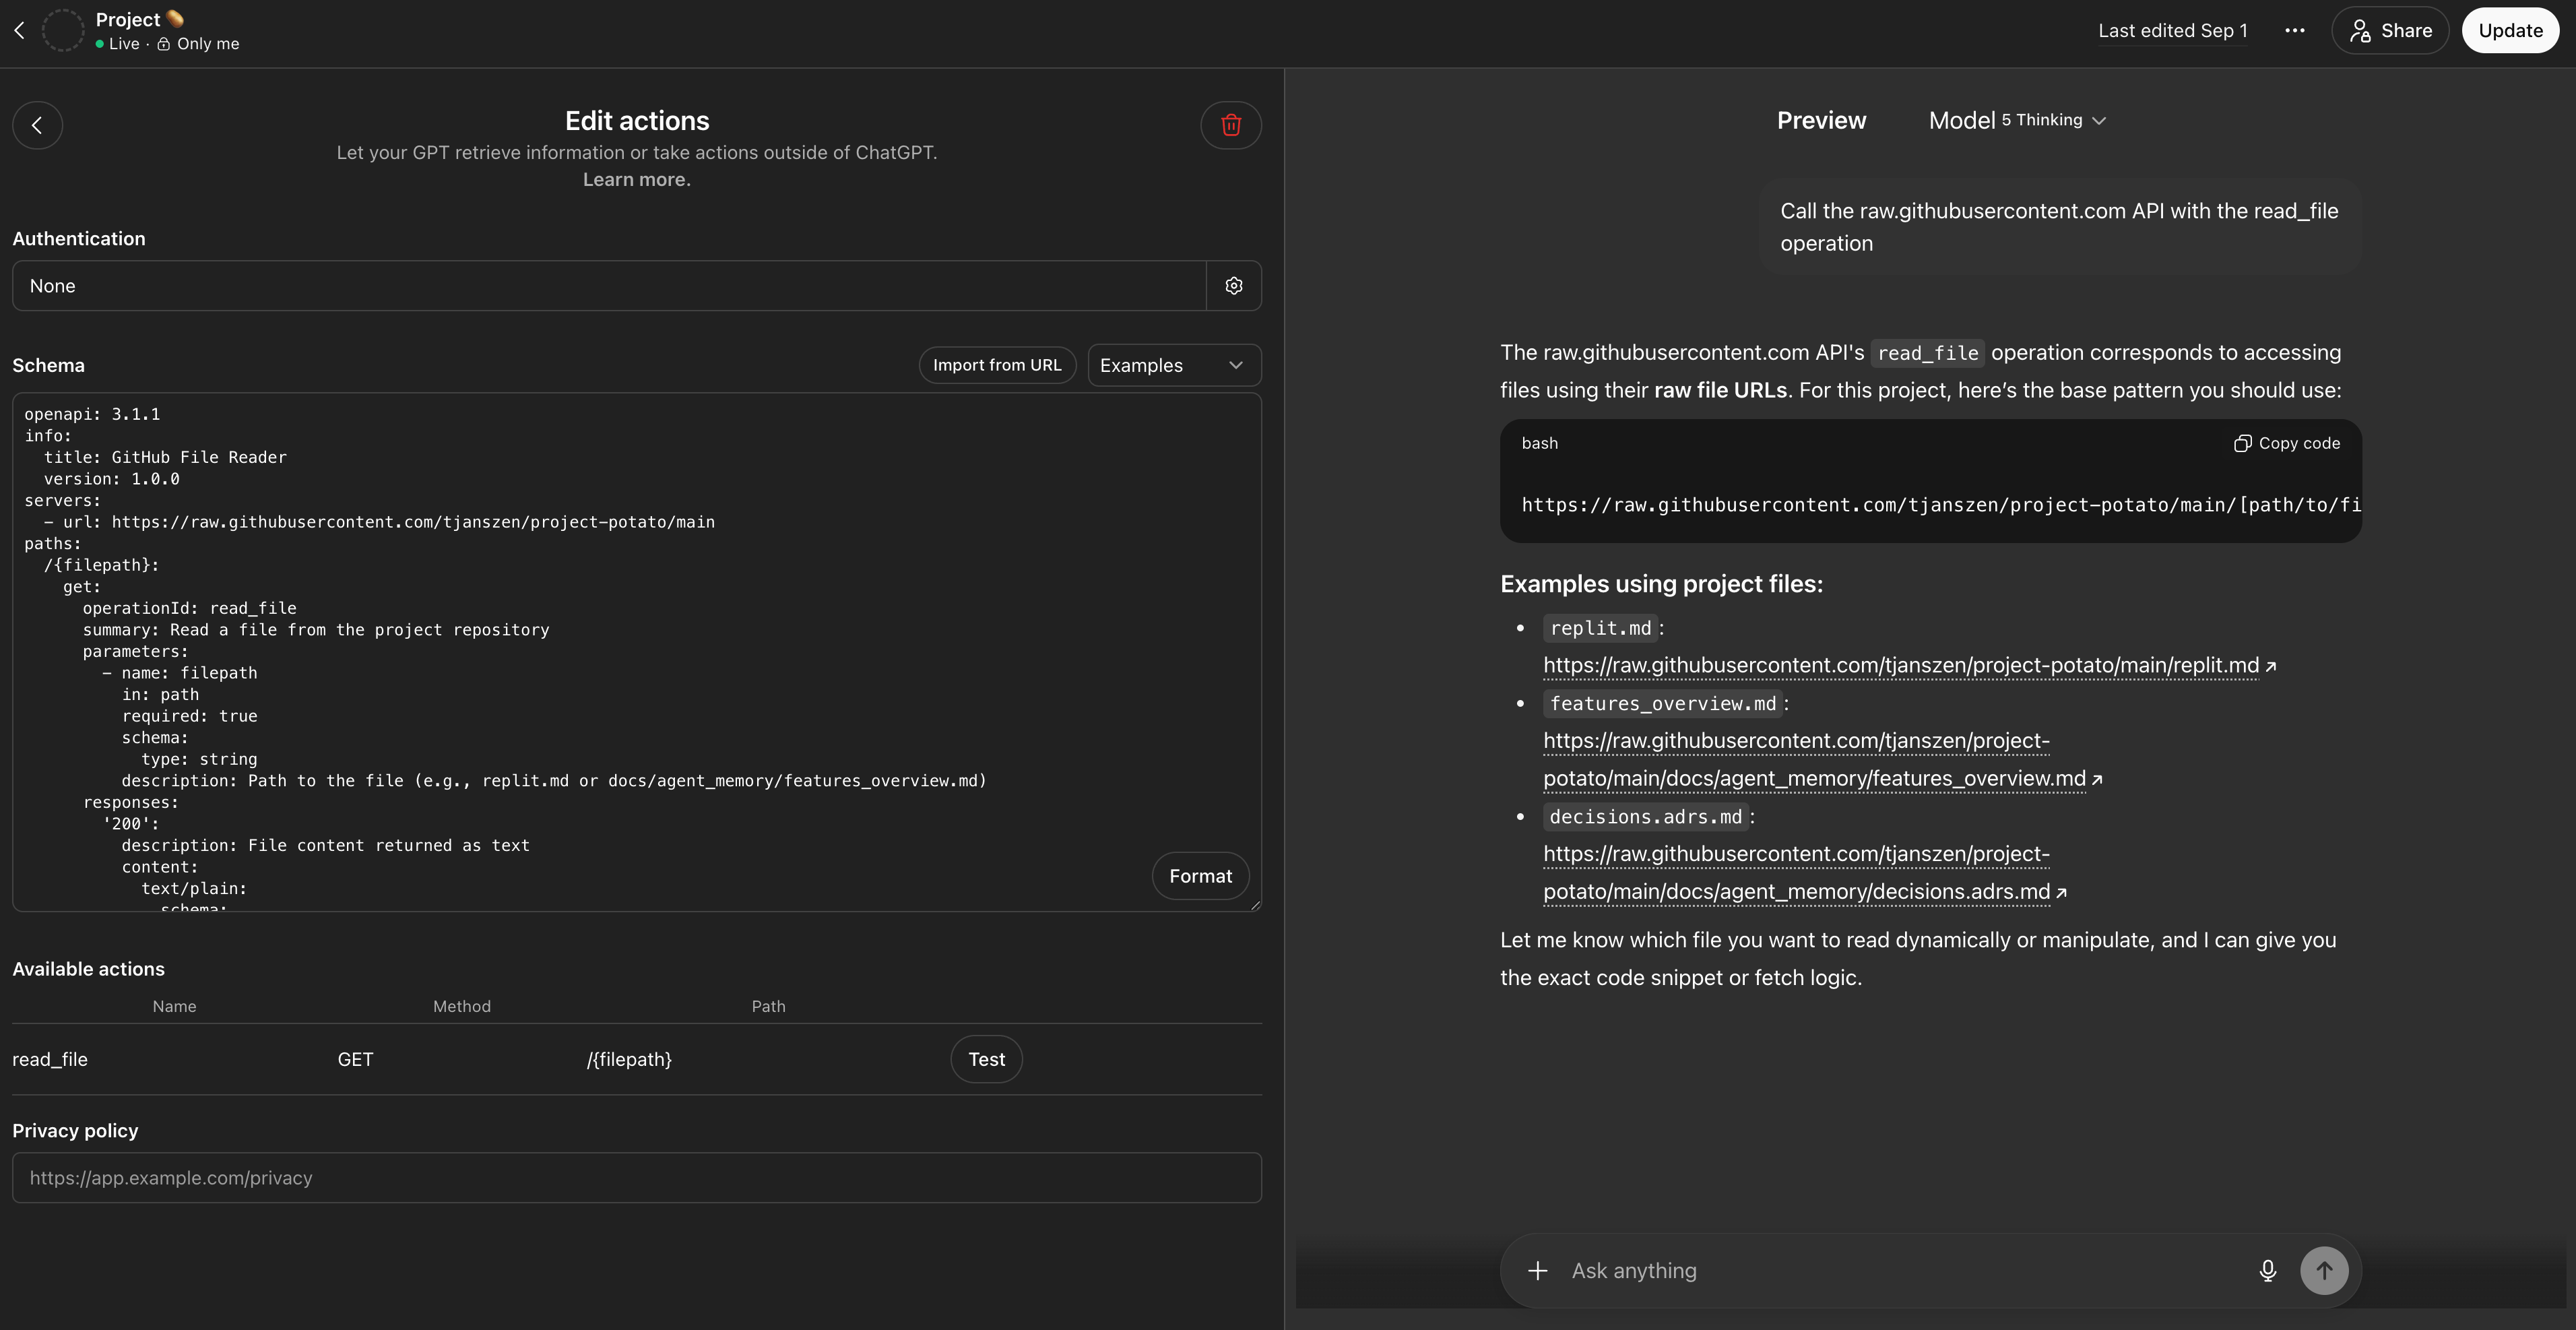 Project 🥔
Live · Only me
Last edited Sep 1
Share
Update
Edit actions
Let your GPT retrieve information or take actions outside of ChatGPT.
Learn more.
Authentication
None
Schema
Import from URL
Examples
openapi: 3.1.1
info:
  title: GitHub File Reader
  version: 1.0.0
servers:
  - url: https://raw.githubusercontent.com/tjanszen/project-potato/main
paths:
  /{filepath}:
    get:
      operationId: read_file
      summary: Read a file from the project repository
      parameters:
        - name: filepath
          in: path
          required: true
          schema:
            type: string
          description: Path to the file (e.g., replit.md or docs/agent_memory/features_overview.md)
      responses:
        '200':
          description: File content returned as text
          content:
            text/plain:
              schema:
Format
Available actions
Name Method Path
read_file GET /{filepath} Test
Privacy policy
https://app.example.com/privacy
Preview
Model 5 Thinking
Call the raw.githubusercontent.com API with the read_file
operation
The raw.githubusercontent.com API's read_file operation corresponds to accessing
files using their raw file URLs. For this project, here’s the base pattern you should use:
bash
Copy code
https://raw.githubusercontent.com/tjanszen/project-potato/main/[path/to/fi
Examples using project files:
• replit.md:
https://raw.githubusercontent.com/tjanszen/project-potato/main/replit.md
• features_overview.md:
https://raw.githubusercontent.com/tjanszen/project-
potato/main/docs/agent_memory/features_overview.md
• decisions.adrs.md:
https://raw.githubusercontent.com/tjanszen/project-
potato/main/docs/agent_memory/decisions.adrs.md
Let me know which file you want to read dynamically or manipulate, and I can give you
the exact code snippet or fetch logic.
Ask anything